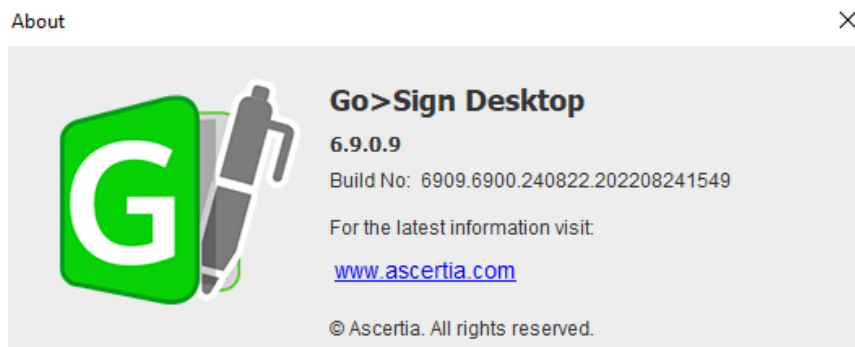 About
G
Go>Sign Desktop
6.9.0.9
Build No: 6909.6900.240822.202208241549
For the latest information visit:
www.ascertia.com
© Ascertia. All rights reserved.